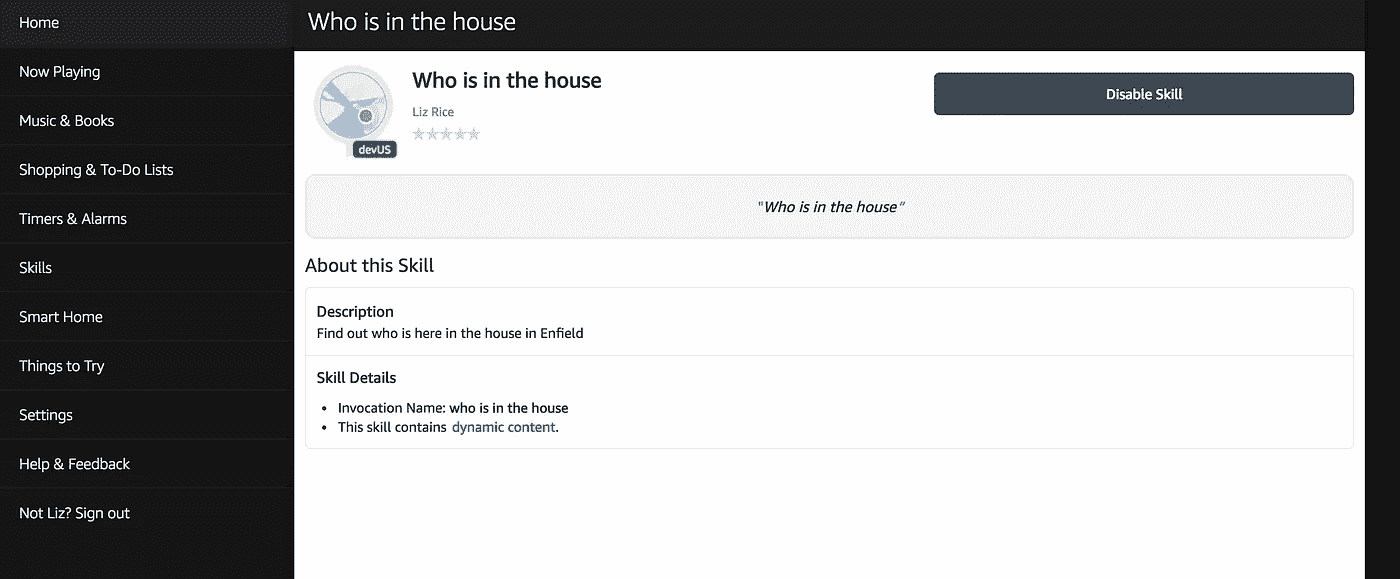 Home
Now Playing
Music & Books
Shopping & To-Do Lists
Timers & Alarms
Skills
Smart Home
Things to Try
Settings
Help & Feedback
Not Liz? Sign out
Who is in the house
Who is in the house
Liz Rice
devUS
Disable Skill
"Who is in the house"
About this Skill
Description
Find out who is here in the house in Enfield
Skill Details
• Invocation Name: who is in the house
• This skill contains dynamic content.